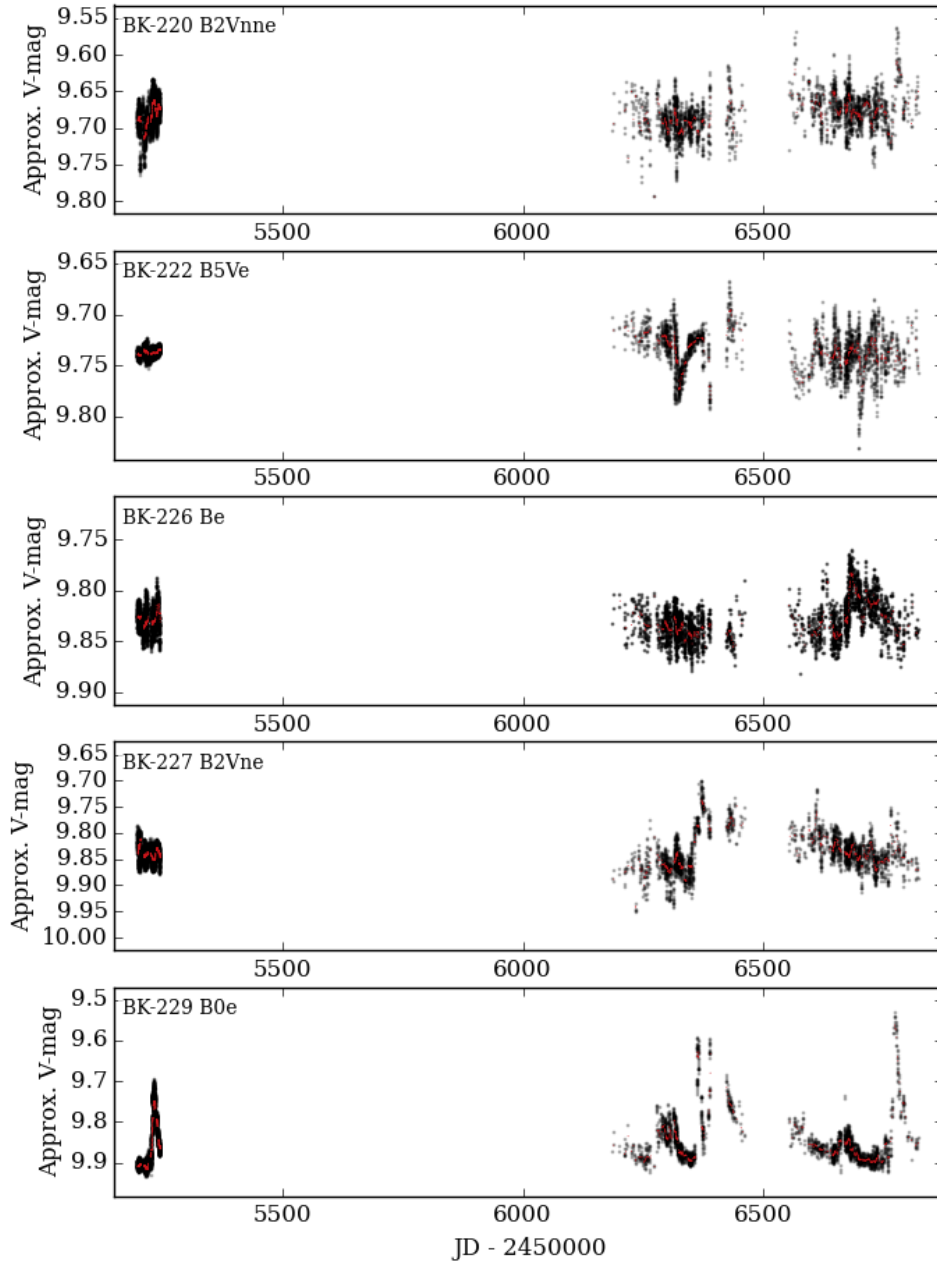 BK-220 B2Vnne
Approx. V-mag
9.55
9.60
9.65
9.70
9.75
9.80
5500 6000 6500
BK-222 B5Ve
Approx. V-mag
9.65
9.70
9.75
9.80
5500 6000 6500
BK-226 Be
Approx. V-mag
9.75
9.80
9.85
9.90
5500 6000 6500
BK-227 B2Vne
Approx. V-mag
9.65
9.70
9.75
9.80
9.85
9.90
9.95
10.00
5500 6000 6500
BK-229 B0e
Approx. V-mag
9.5
9.6
9.7
9.8
9.9
5500 6000 6500
JD - 2450000